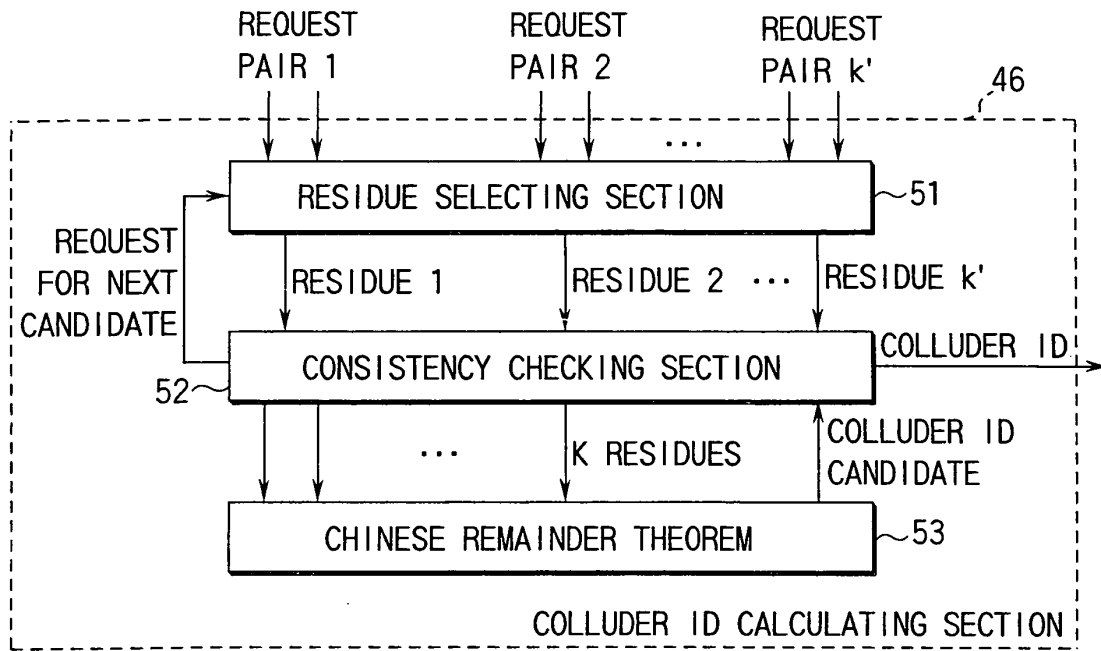 REQUEST
PAIR 1
REQUEST
PAIR 2
REQUEST
PAIR k'
46
...
RESIDUE SELECTING SECTION
51
REQUEST
FOR NEXT
CANDIDATE
RESIDUE 1
RESIDUE 2
...
RESIDUE k'
CONSISTENCY CHECKING SECTION
COLLUDER ID
52
...
K RESIDUES
COLLUDER ID
CANDIDATE
CHINESE REMAINDER THEOREM
53
COLLUDER ID CALCULATING SECTION